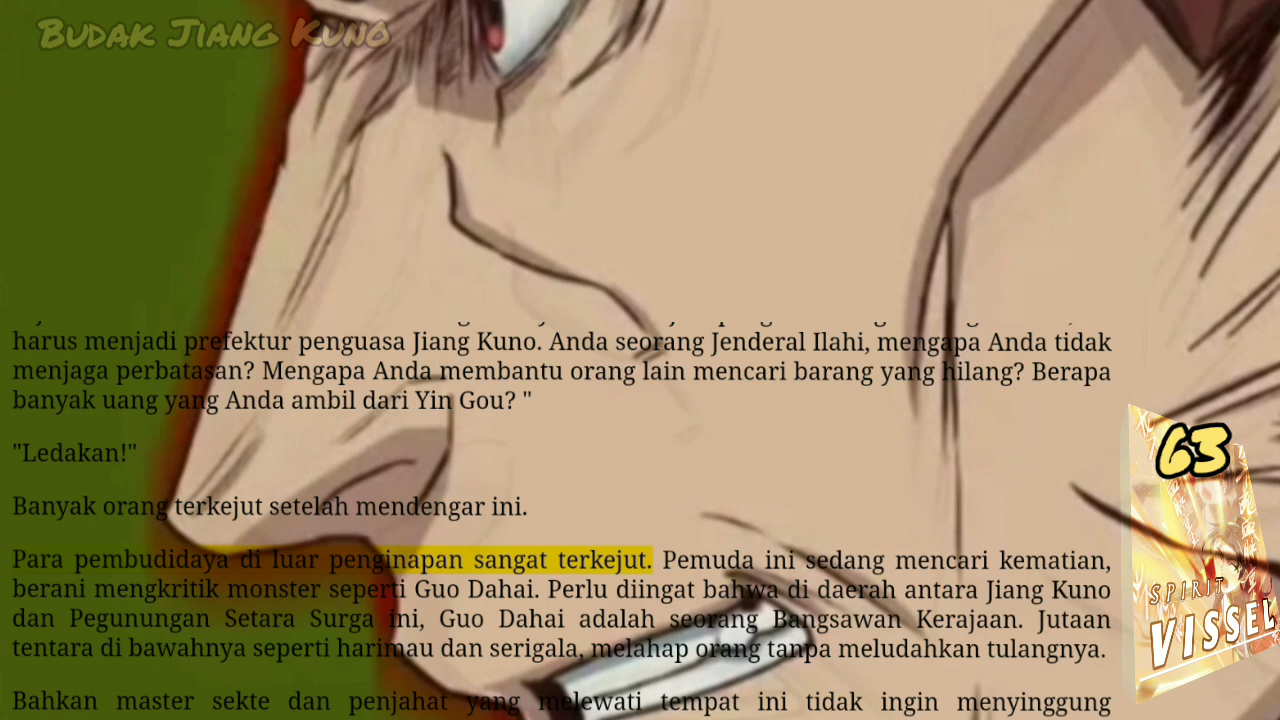 Budak Jiang Kuno
harus menjadi prefektur penguasa Jiang Kuno. Anda seorang Jenderal Ilahi, mengapa Anda tidak
menjaga perbatasan? Mengapa Anda membantu orang lain mencari barang yang hilang? Berapa
banyak uang yang Anda ambil dari Yin Gou? "
"Ledakan!"
Banyak orang terkejut setelah mendengar ini.
Para pembudidaya di luar penginapan sangat terkejut. Pemuda ini sedang mencari kematian,
berani mengkritik monster seperti Guo Dahai. Perlu diingat bahwa di daerah antara Jiang Kuno
dan Pegunungan Setara Surga ini, Guo Dahai adalah seorang Bangsawan Kerajaan. Jutaan
tentara di bawahnya seperti harimau dan serigala, melahap orang tanpa meludahkan tulangnya.
Bahkan master sekte dan penjahat yang melewati tempat ini tidak ingin menyinggung
63
SPIRIT
VISSEL